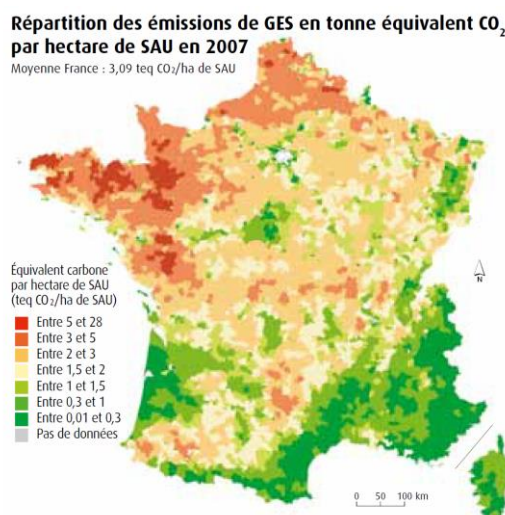 Répartition des émissions de GES en tonne équivalent CO₂
par hectare de SAU en 2007
Moyenne France : 3,09 teq CO₂/ha de SAU
Équivalent carbone
par hectare de SAU
(teq CO₂/ha de SAU)
Entre 5 et 28
Entre 3 et 5
Entre 2 et 3
Entre 1,5 et 2
Entre 1 et 1,5
Entre 0,3 et 1
Entre 0,01 et 0,3
Pas de données
N
0 50 100 km